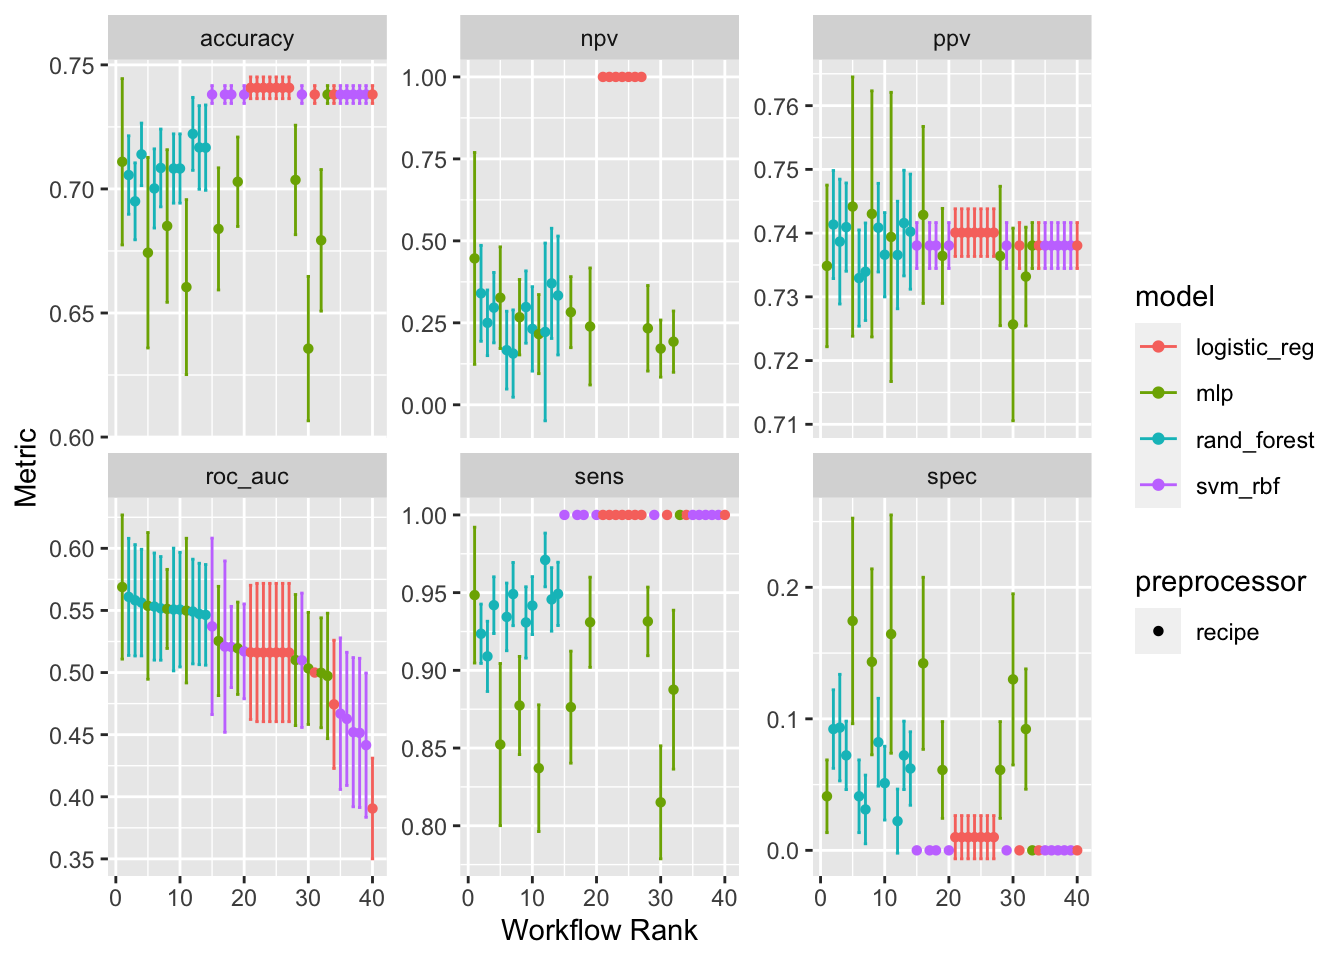 accuracy npv ppv
0.75
0.70
0.65
0.60
1.00
0.75
0.50
0.25
0.00
0.76
0.75
0.74
0.73
0.72
0.71
roc_auc sens spec
0.60
0.55
0.50
0.45
0.40
0.35
1.00
0.95
0.90
0.85
0.80
0.2
0.1
0.0
0 10 20 30 40
0 10 20 30 40
0 10 20 30 40
Workflow Rank
Metric
model
logistic_reg
mlp
rand_forest
svm_rbf
preprocessor
recipe